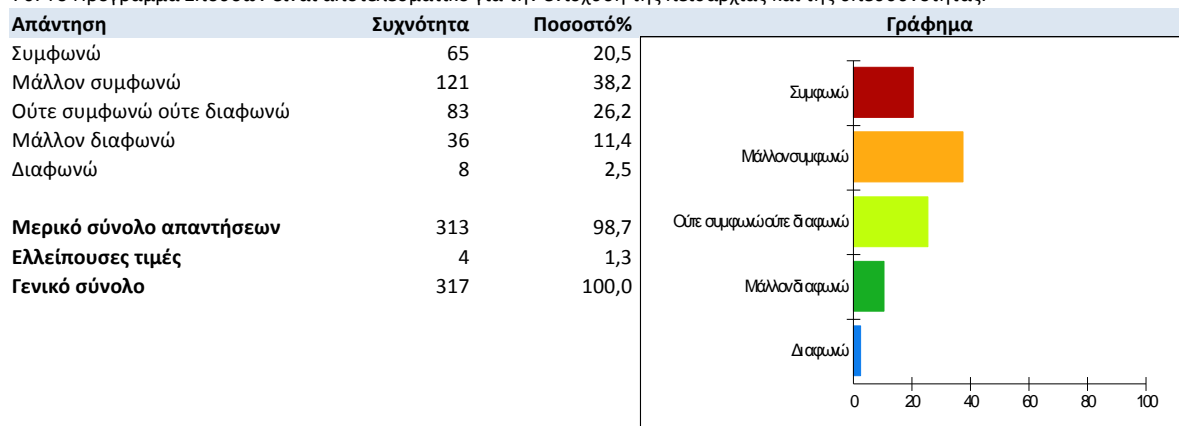 Απάντηση Συχνότητα Ποσοστό% Γράφημα
Συμφωνώ 65 20,5
Μάλλον συμφωνώ 121 38,2
Ούτε συμφωνώ ούτε διαφωνώ 83 26,2
Μάλλον διαφωνώ 36 11,4
Διαφωνώ 8 2,5
Μερικό σύνολο απαντήσεων 313 98,7
Ελλείπουσες τιμές 4 1,3
Γενικό σύνολο 317 100,0
Συμφωνώ
Μάλλον συμφωνώ
Ούτε συμφωνώ ούτε διαφωνώ
Μάλλον διαφωνώ
Διαφωνώ
0 20 40 60 80 100